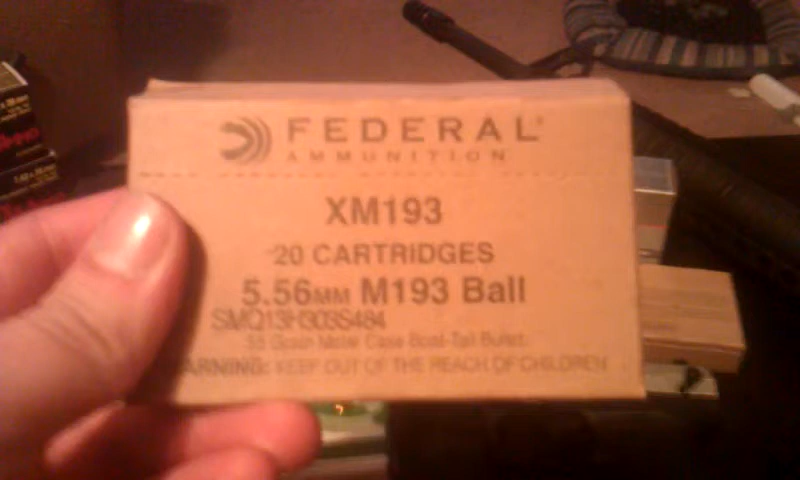 FEDERAL
AMMUNITION
XM193
20 CARTRIDGES
5.56MM M193 Ball
SMQ13H303S484
55 Grain Metal Case Boat-Tail Bullet
WARNING: KEEP OUT OF THE REACH OF CHILDREN